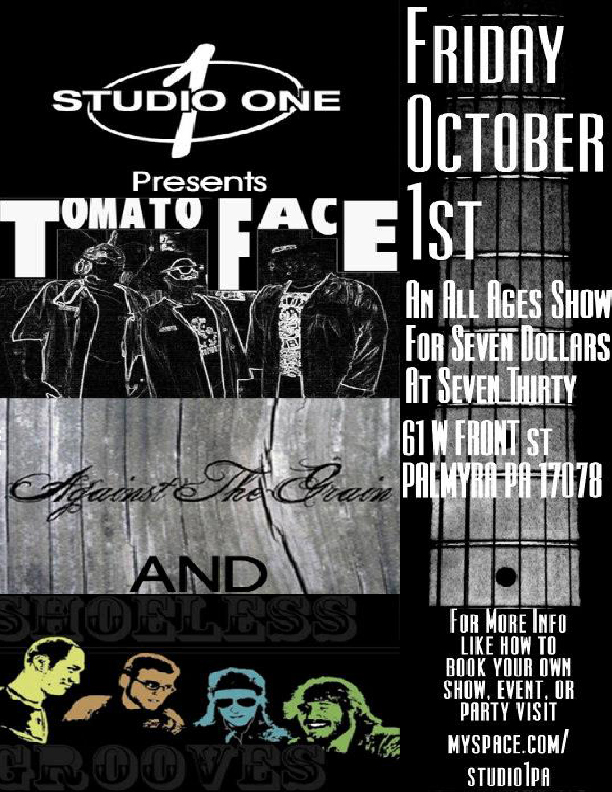 1
STUDIO ONE
Presents
TOMATO FACE
Against The Grain
AND
SHOELESS
GROOVES
FRIDAY
OCTOBER
1ST
AN ALL AGES SHOW
FOR SEVEN DOLLARS
AT SEVEN THIRTY
61 W FRONT ST
PALMYRA PA 17078
FOR MORE INFO
LIKE HOW TO
BOOK YOUR OWN
SHOW, EVENT, OR
PARTY VISIT
MYSPACE.COM/
STUDIO1PA